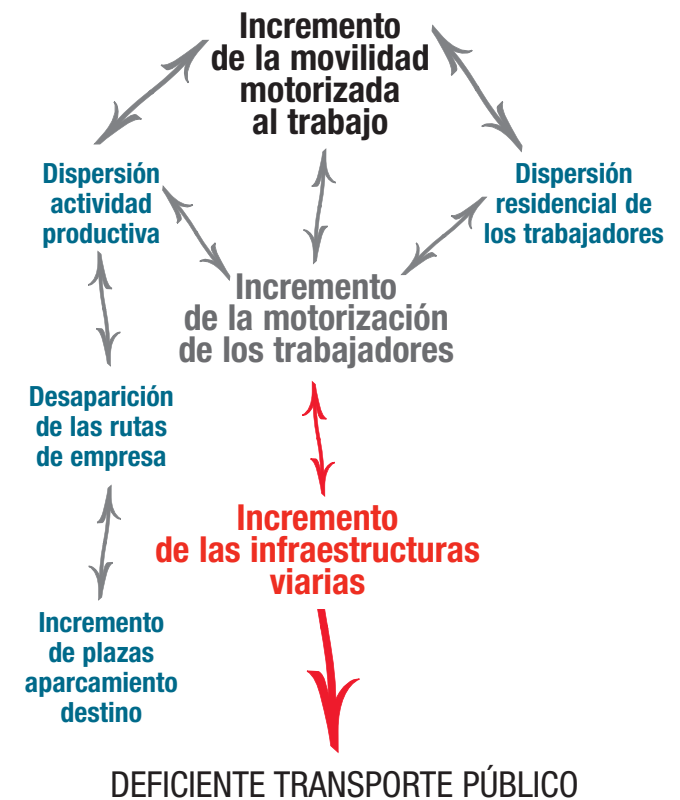 Incremento
de la movilidad
motorizada
al trabajo
Dispersión
actividad
productiva
Dispersión
residencial de
los trabajadores
Incremento
de la motorización
de los trabajadores
Desaparición
de las rutas
de empresa
Incremento
de las infraestructuras
viarias
Incremento
de plazas
aparcamiento
destino
DEFICIENTE TRANSPORTE PÚBLICO